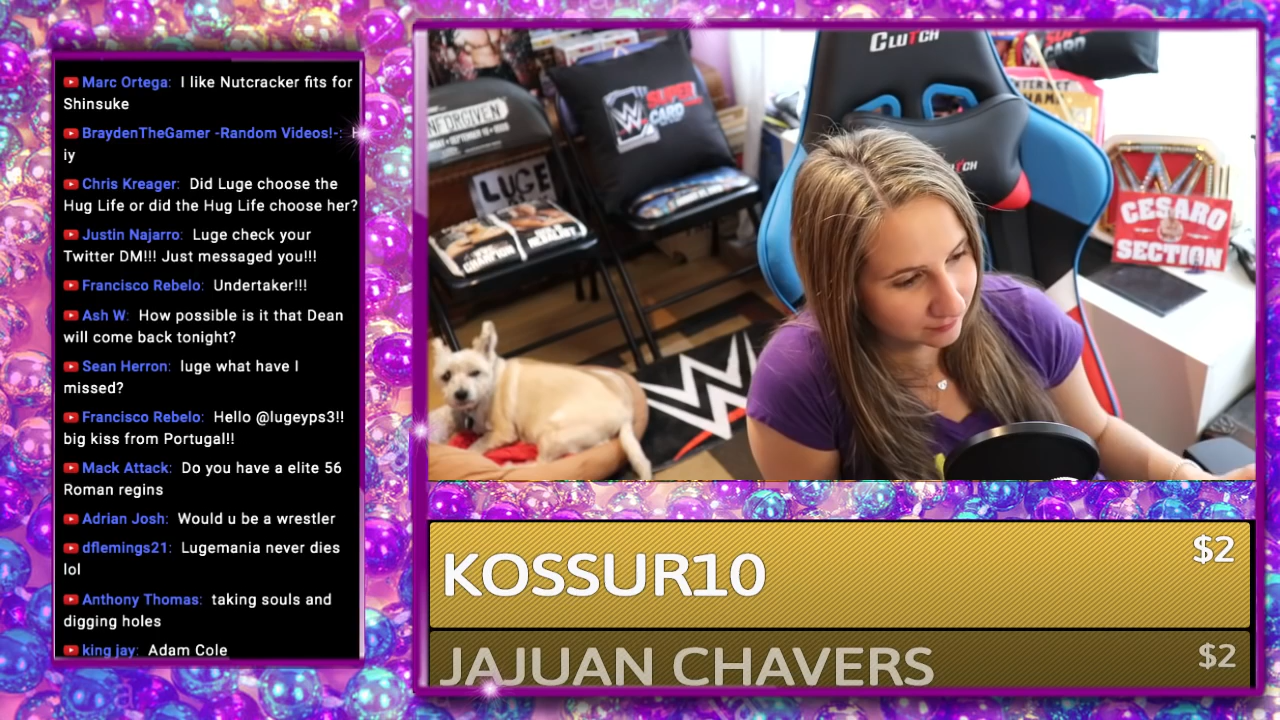 Marc Ortega: I like Nutcracker fits for
Shinsuke
BraydenTheGamer -Random Videos!-: H
iy
Chris Kreager: Did Luge choose the
Hug Life or did the Hug Life choose her?
Justin Najarro: Luge check your
Twitter DM!!! Just messaged you!!!
Francisco Rebelo: Undertaker!!!
Ash W: How possible is it that Dean
will come back tonight?
Sean Herron: luge what have I
missed?
Francisco Rebelo: Hello @lugeyps3!!
big kiss from Portugal!!
Mack Attack: Do you have a elite 56
Roman regins
Adrian Josh: Would u be a wrestler
dflemings21: Lugemania never dies
lol
Anthony Thomas: taking souls and
digging holes
king jay: Adam Cole
CLUTCH
NFORGIVEN
LUGE
SUPER
CARD
CARD
CESARO
SECTION
KOSSUR10
$2
JAJUAN CHAVERS
$2